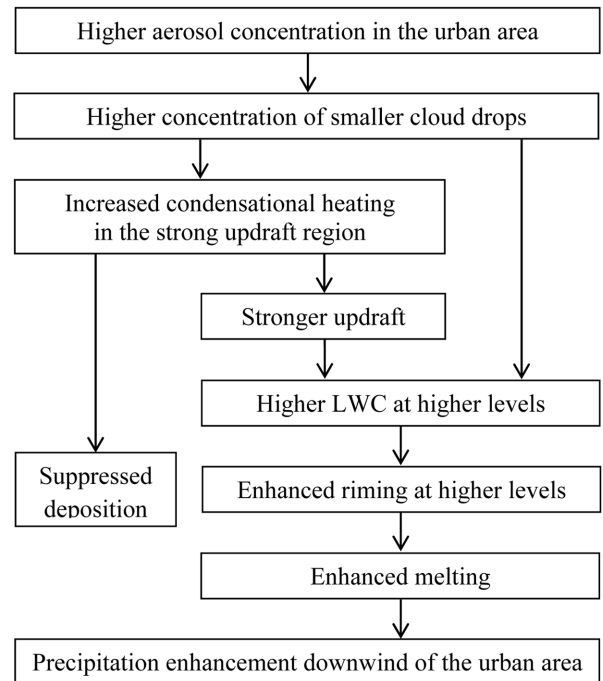 Higher aerosol concentration in the urban area
Higher concentration of smaller cloud drops
Increased condensational heating
in the strong updraft region
Stronger updraft
Higher LWC at higher levels
Suppressed
deposition
Enhanced riming at higher levels
Enhanced melting
Precipitation enhancement downwind of the urban area